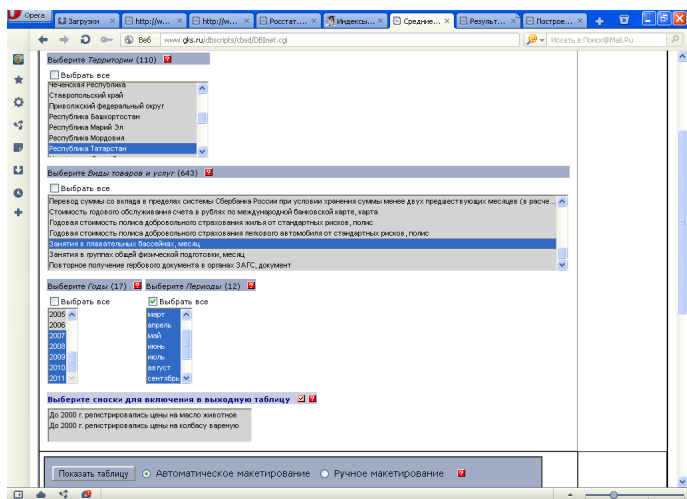 Opera
Загрузки
http://w...
http://w...
Росстат....
Индексы...
Средние...
Результ...
Построе...
Веб
www.gks.ru/dbscripts/cbsd/DBInet.cgi
Искать в Поиск@Mail.Ru
Выберите Территории (110)
Выбрать все
Чеченская Республика
Ставропольский край
Приволжский федеральный округ
Республика Башкортостан
Республика Марий Эл
Республика Мордовия
Республика Татарстан
Выберите Виды товаров и услуг (643)
Выбрать все
Перевод суммы со вклада в пределах системы Сбербанка России при условии хранения суммы менее двух предшествующих месяцев (в расче...
Стоимость годового обслуживания счета в рублях по международной банковской карте, карта
Годовая стоимость полиса добровольного страхования жилья от стандартных рисков, полис
Годовая стоимость полиса добровольного страхования легкового автомобиля от стандартных рисков, полис
Занятия в плавательных бассейнах, месяц
Занятия в группах общей физической подготовки, месяц
Повторное получение гербового документа в органах ЗАГС, документ
Выберите Годы (17) Выберите Периоды (12)
Выбрать все Выбрать все
2005 март
2006 апрель
2007 май
2008 июнь
2009 июль
2010 август
2011 сентябрь
Выберите сноски для включения в выходную таблицу
До 2000 г. регистрировались цены на масло животное
До 2000 г. регистрировались цены на колбасу вареную
Показать таблицу Автоматическое макетирование Ручное макетирование